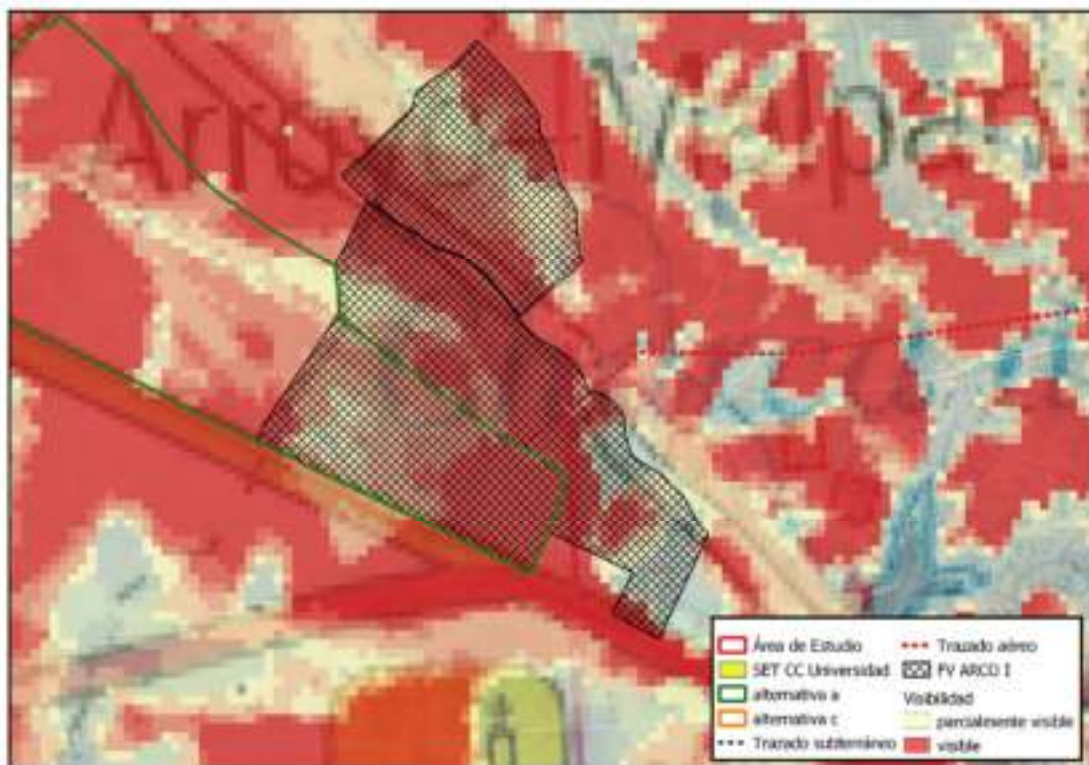 Área de Estudio
SET CC Universidad
alternativa a
alternativa c
Trazado subterráneo
Trazado aéreo
FV ARCO I
Visibilidad
parcialmente visible
visible